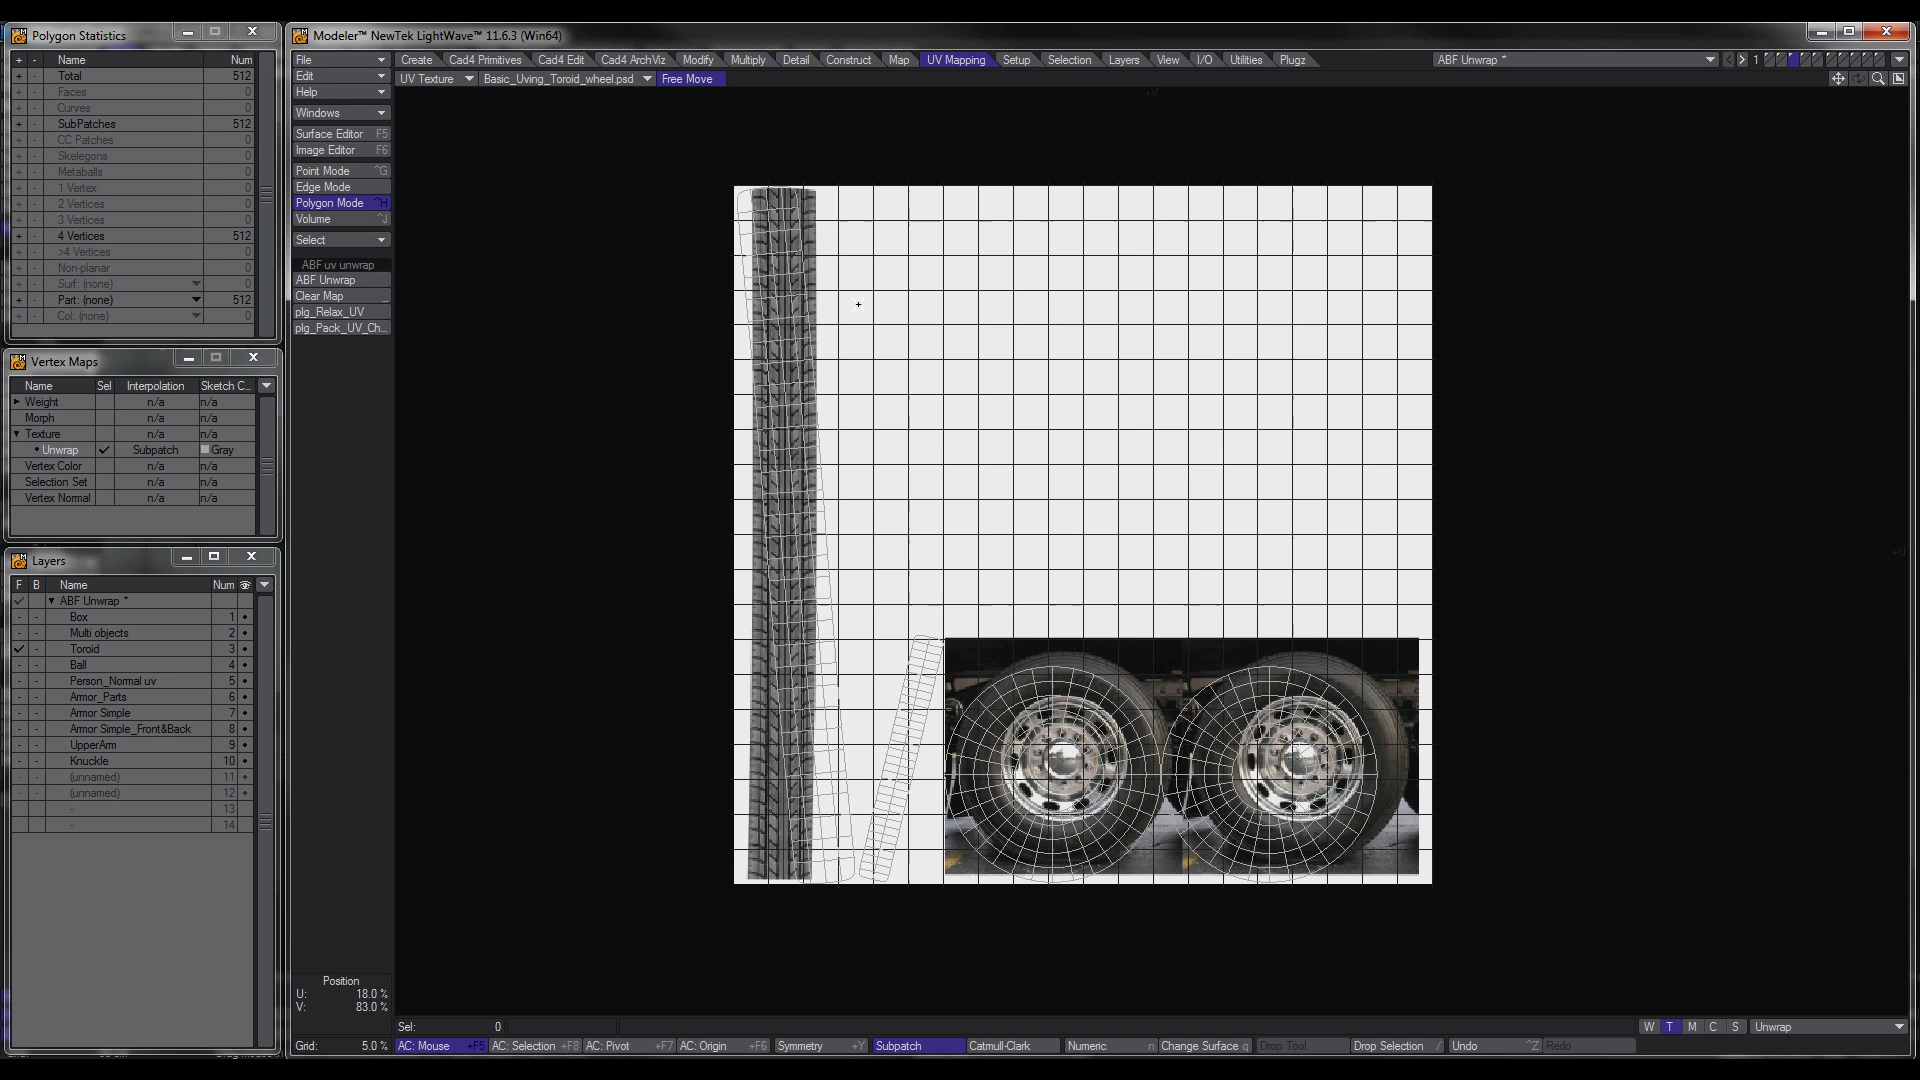 Polygon Statistics
+ - Name Num
+ - Total 512
+ - Faces 0
+ - Curves 0
+ - SubPatches 512
+ - CC Patches 0
+ - Skelegons 0
+ - Metaballs 0
+ - 1 Vertex 0
+ - 2 Vertices 0
+ - 3 Vertices 0
+ - 4 Vertices 512
+ - >4 Vertices 0
+ - Non-planar 0
+ - Surf: (none) 0
+ - Part: (none) 512
+ - Col: (none) 0
Vertex Maps
Name Sel Interpolation Sketch C...
Weight n/a n/a
Morph n/a n/a
Texture n/a n/a
Unwrap Subpatch Gray
Vertex Color n/a n/a
Selection Set n/a n/a
Vertex Normal n/a n/a
Layers
F B Name Num
ABF Unwrap *
Box 1
Multi objects 2
Toroid 3
Ball 4
Person_Normal uv 5
Armor_Parts 6
Armor Simple 7
Armor Simple_Front&Back 8
UpperArm 9
Knuckle 10
(unnamed) 11
(unnamed) 12
- 13
- 14
Modeler™ NewTek LightWave™ 11.6.3 (Win64)
File
Edit
Help
Windows
Surface Editor F5
Image Editor F6
Point Mode ^G
Edge Mode
Polygon Mode ^H
Volume ^J
Select
ABF uv unwrap
ABF Unwrap
Clear Map _
plg_Relax_UV
plg_Pack_UV_Ch...
Create Cad4 Primitives Cad4 Edit Cad4 ArchViz Modify Multiply Detail Construct Map UV Mapping Setup Selection Layers View I/O Utilities Plugz ABF Unwrap * < > 1
UV Texture Basic_Uving_Toroid_wheel.psd Free Move
+V
+U
Position
U: 18.0 %
V: 83.0 %
Sel: 0 W T M C S Unwrap
Grid: 5.0 % AC: Mouse +F5 AC: Selection +F8 AC: Pivot +F7 AC: Origin +F6 Symmetry +Y Subpatch Catmull-Clark Numeric n Change Surface q Drop Tool Drop Selection / Undo ^Z Redo